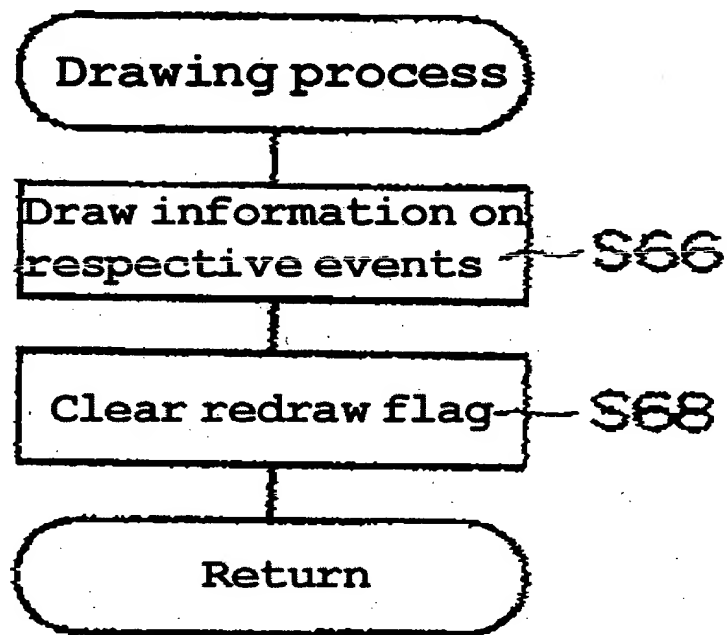 Drawing process
Draw information on
respective events
S66
Clear redraw flag
S68
Return